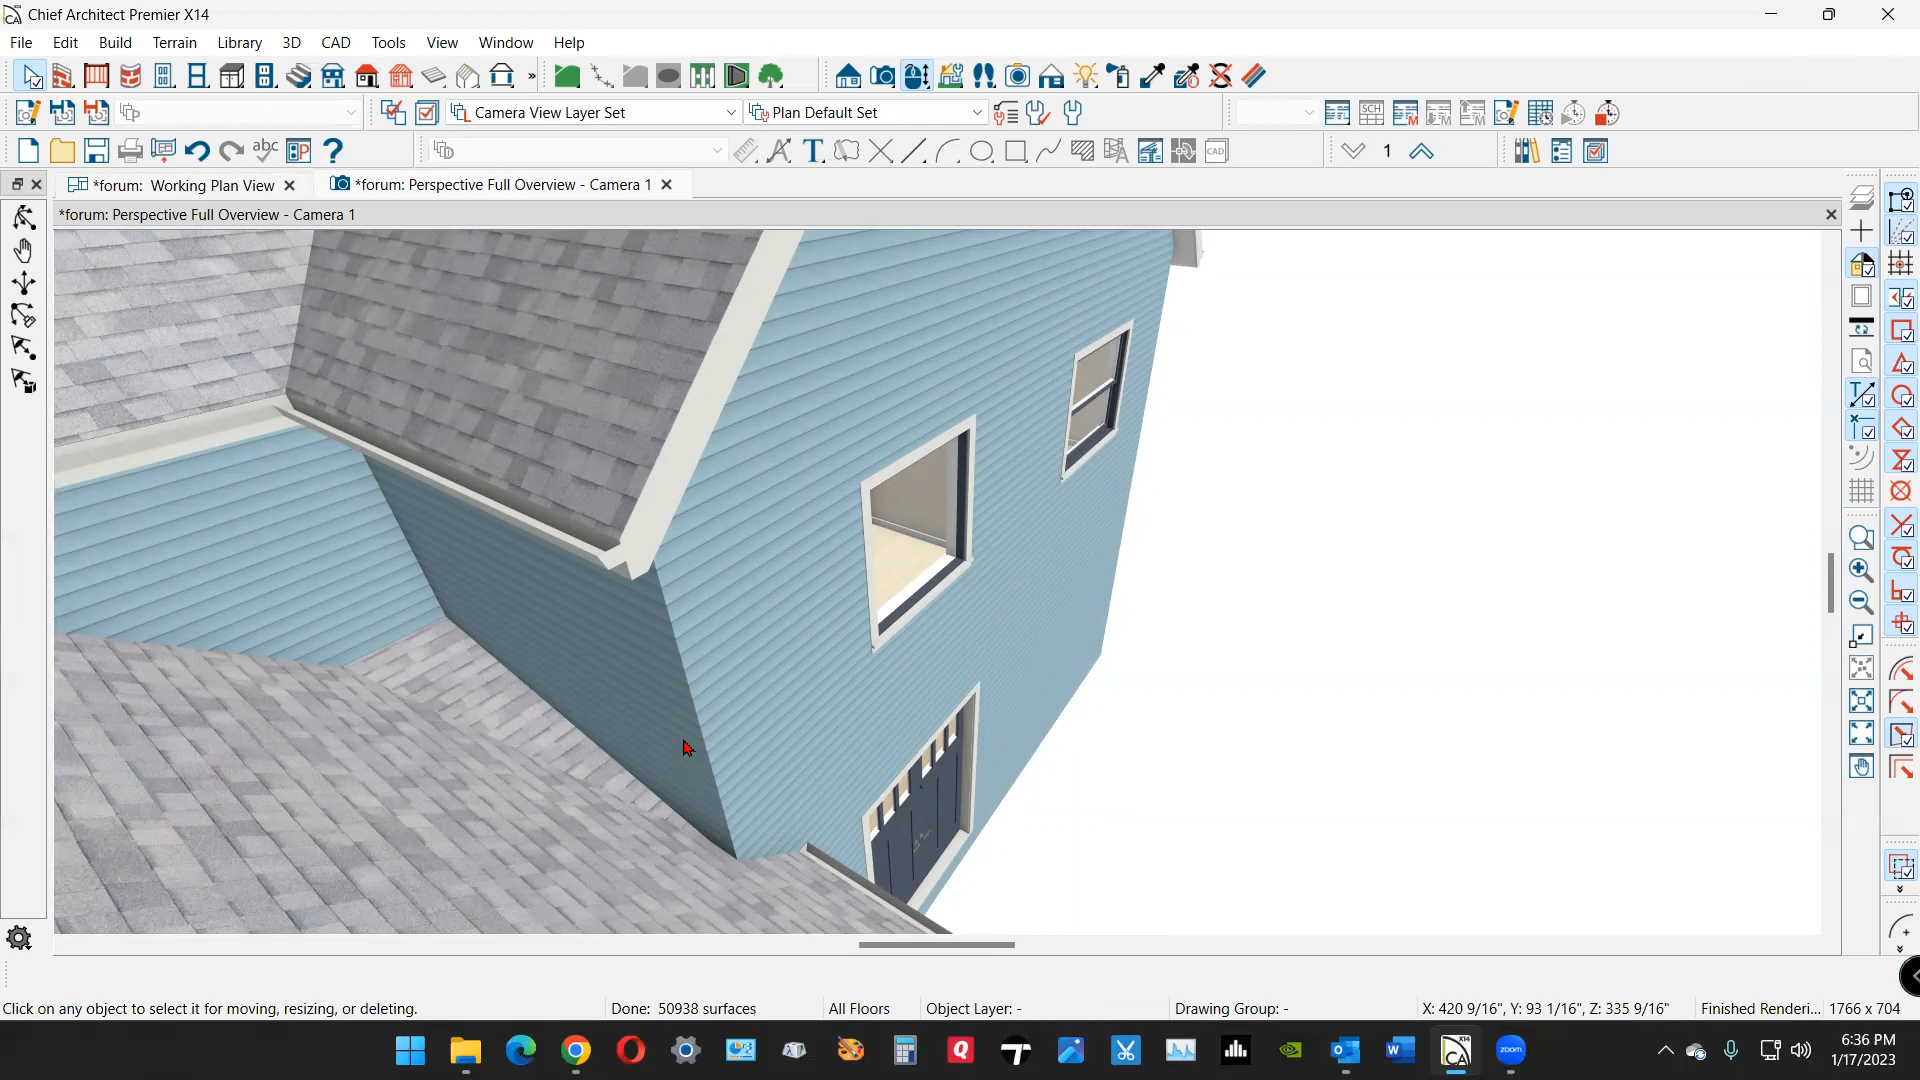 Chief Architect Premier X14
File Edit Build Terrain Library 3D CAD Tools View Window Help
Camera View Layer Set
Plan Default Set
SCH
abc
T
1
CAD
*forum: Working Plan View
*forum: Perspective Full Overview - Camera 1
*forum: Perspective Full Overview - Camera 1
Click on any object to select it for moving, resizing, or deleting.
Done: 50938 surfaces
All Floors
Object Layer: -
Drawing Group: -
X: 420 9/16", Y: 93 1/16", Z: 335 9/16"
Finished Renderi...
1766 x 704
zoom
6:36 PM
1/17/2023